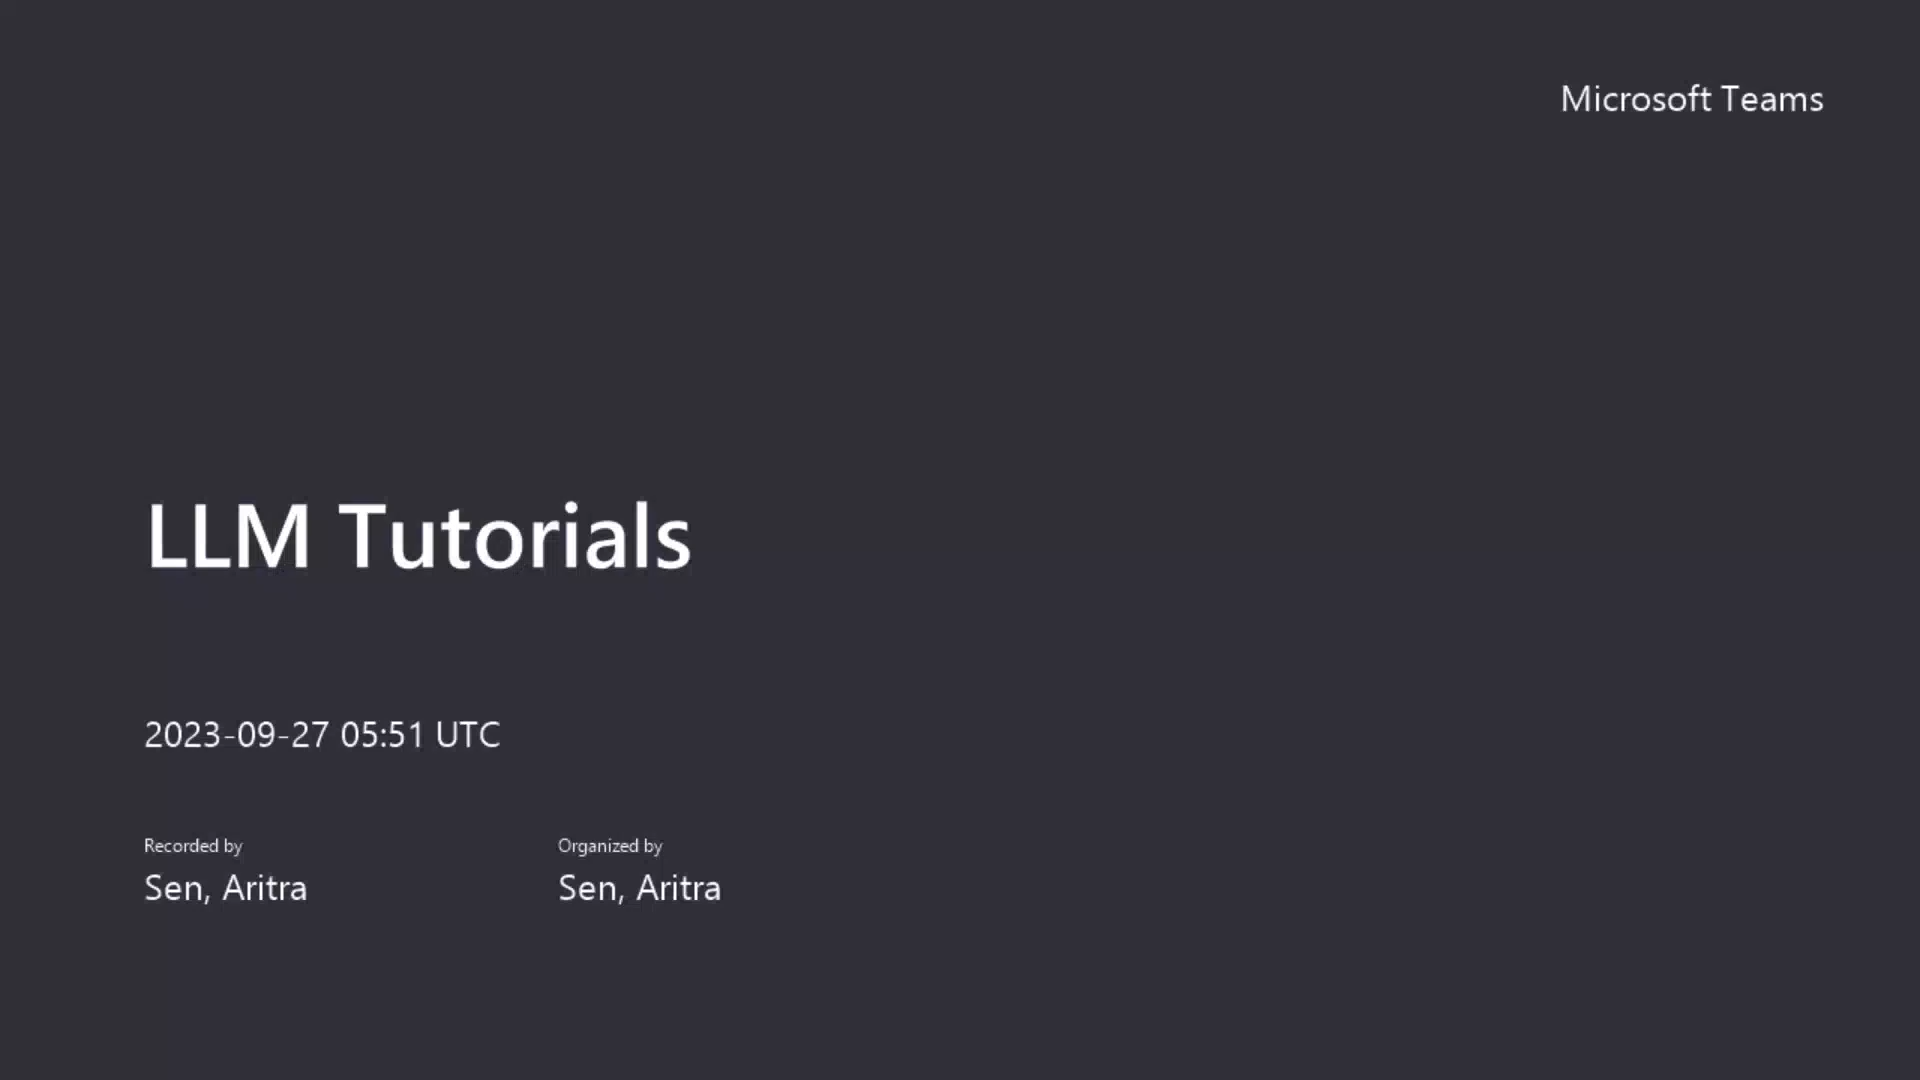 Microsoft Teams
LLM Tutorials
2023-09-27 05:51 UTC
Recorded by
Sen, Aritra
Organized by
Sen, Aritra